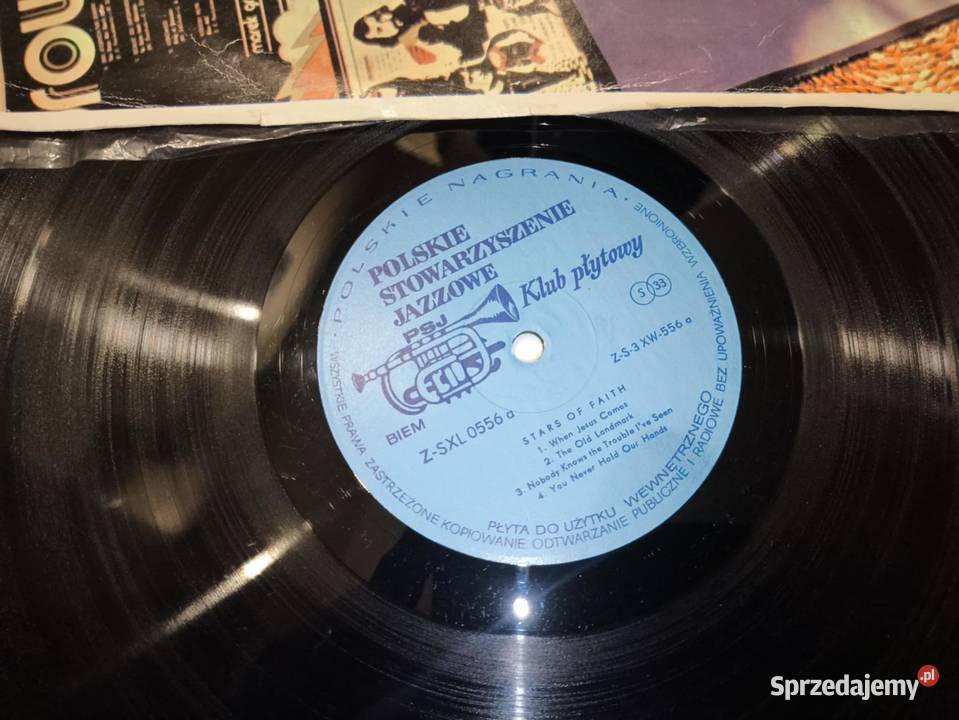 · POLSKIE NAGRANIA ·
POLSKIE
STOWARZYSZENIE
JAZZOWE
Klub płytowy
PSJ
S 33
Z-S-3 XW-556 a
BIEM
Z-SXL 0556 a
STARS OF FAITH
1. When Jesus Comes
2. The Old Landmark
3. Nobody Knows the Trouble I've Seen
4. You Never Hold Our Hands
PŁYTA DO UŻYTKU WEWNĘTRZNEGO
WSZYSTKIE PRAWA ZASTRZEŻONE KOPIOWANIE ODTWARZANIE PUBLICZNE I RADIOWE BEZ UPOWAŻNIENIA WZBRONIONE
Sprzedajemy.pl